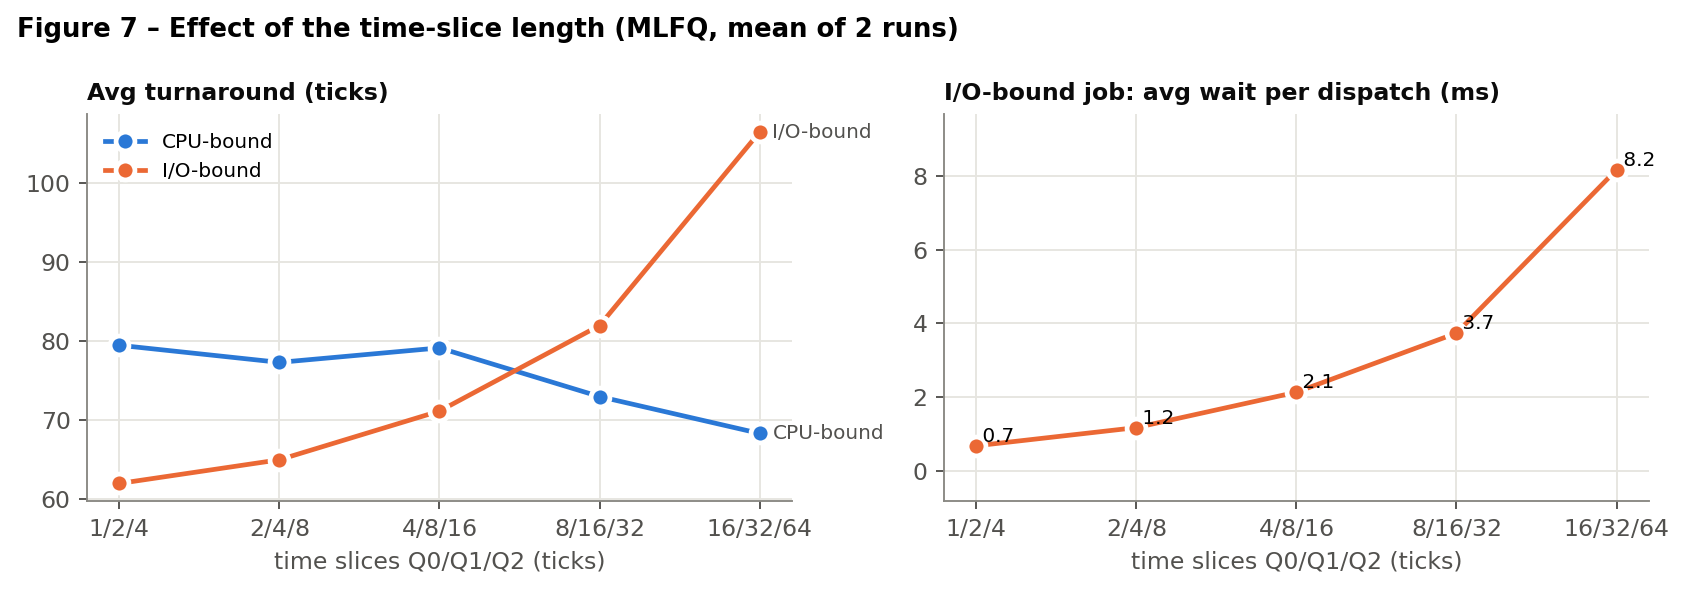 Figure 7 – Effect of the time-slice length (MLFQ, mean of 2 runs)
Avg turnaround (ticks)
CPU-bound
I/O-bound
I/O-bound
CPU-bound
100
90
80
70
60
1/2/4
2/4/8
4/8/16
8/16/32
16/32/64
time slices Q0/Q1/Q2 (ticks)
I/O-bound job: avg wait per dispatch (ms)
8
6
4
2
0
0.7
1.2
2.1
3.7
8.2
1/2/4
2/4/8
4/8/16
8/16/32
16/32/64
time slices Q0/Q1/Q2 (ticks)